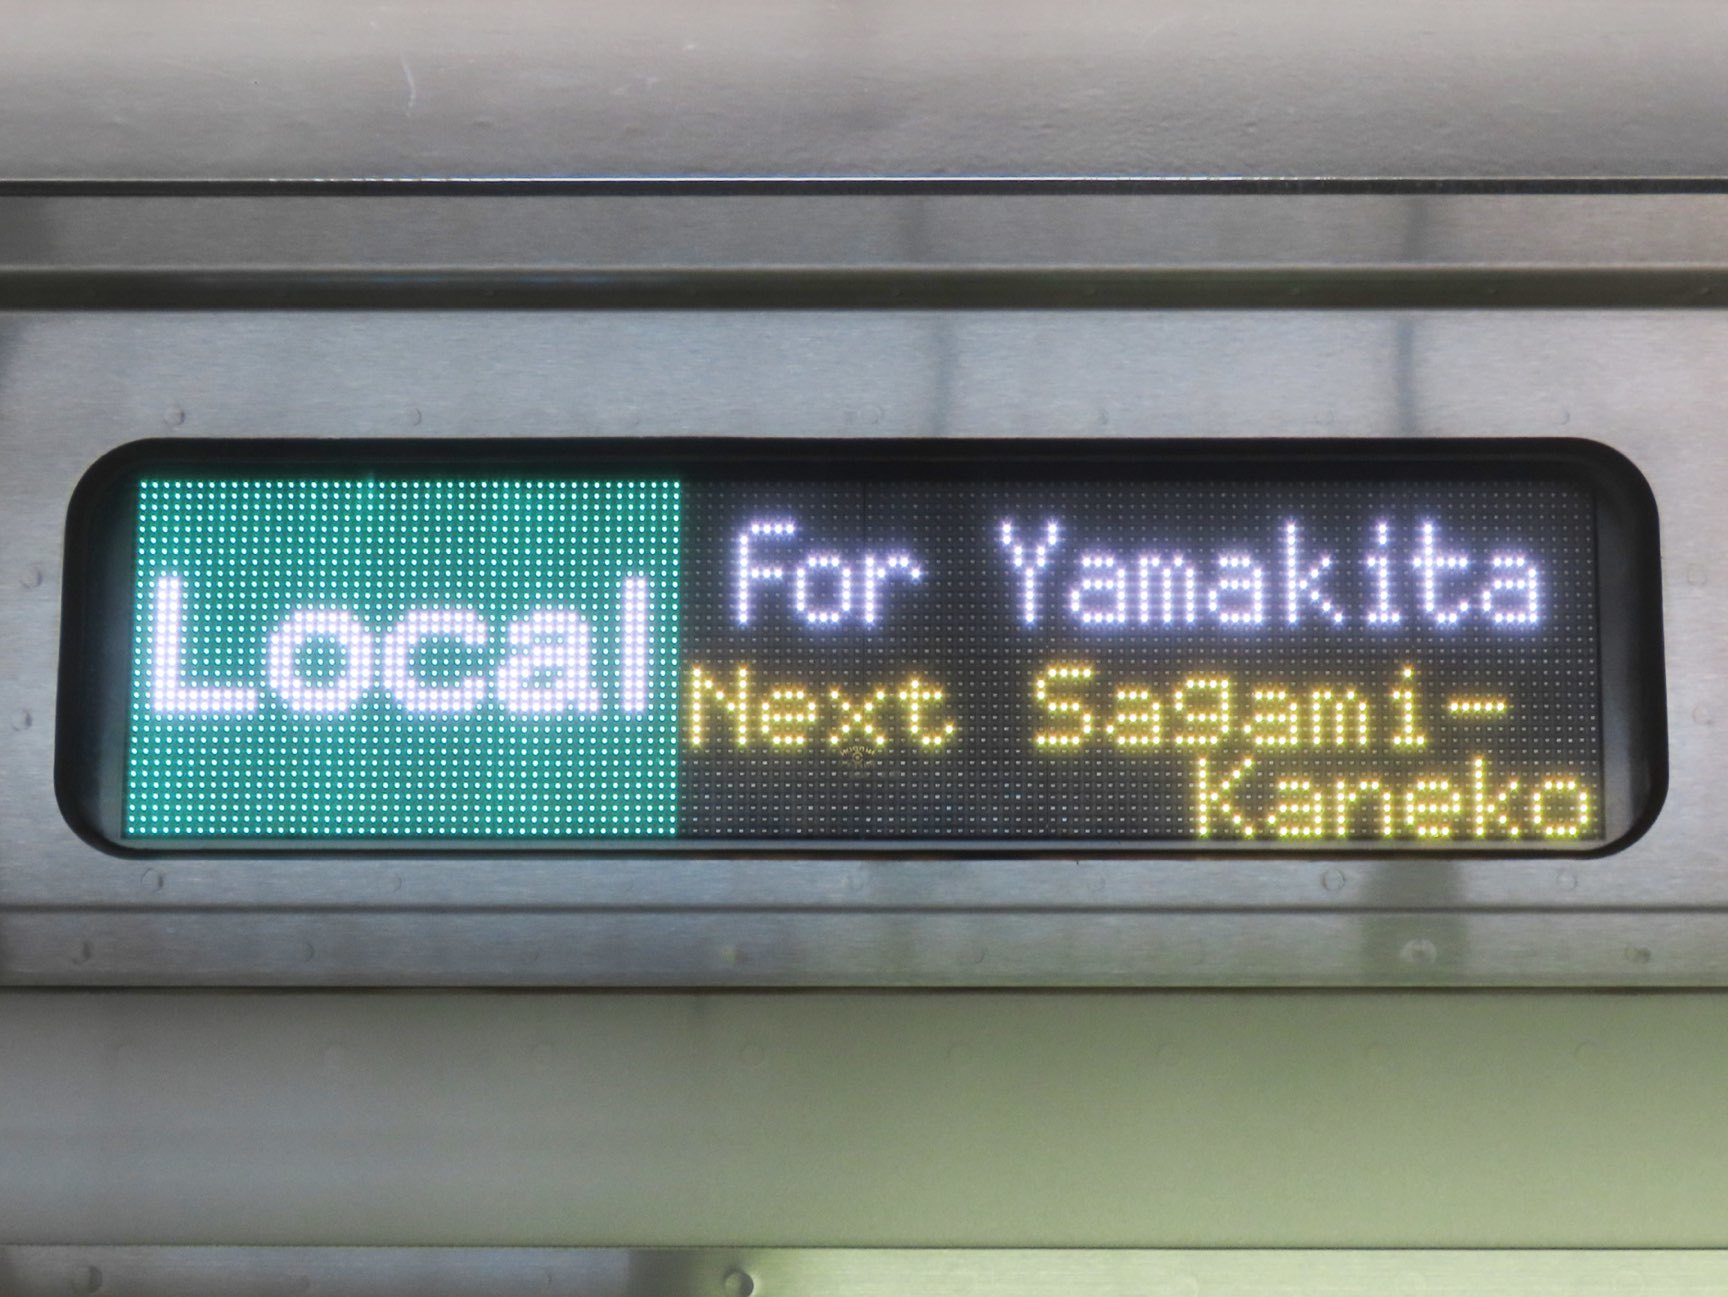 Local
For Yamakita
Next Sagami-
Kaneko